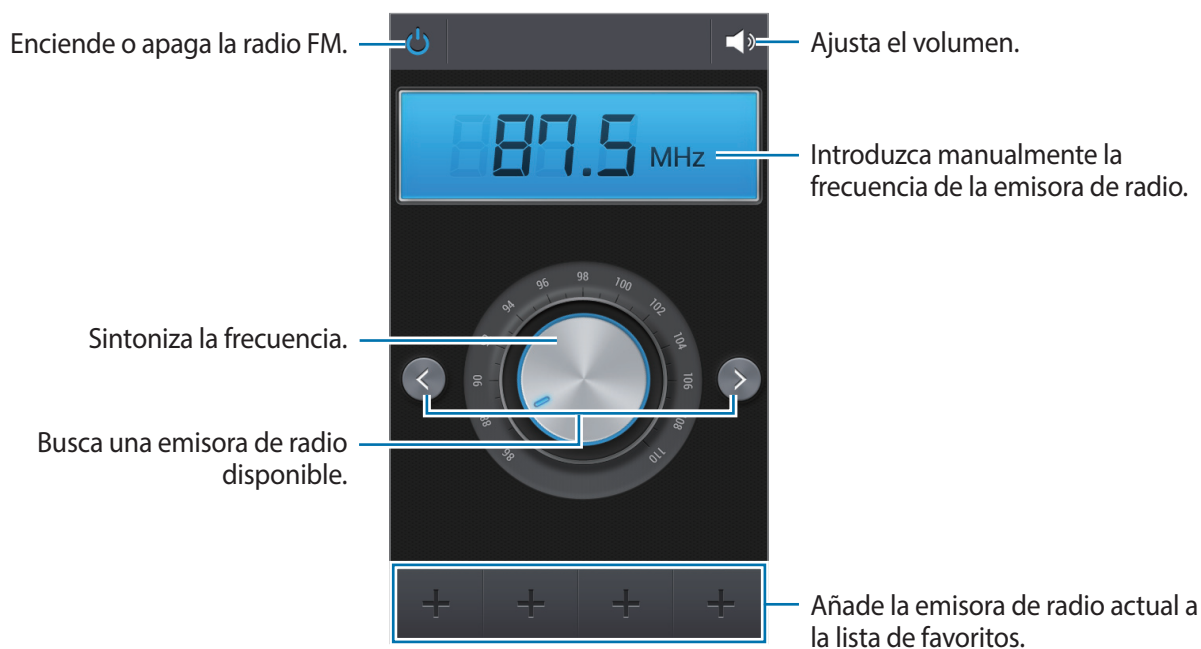 Enciende o apaga la radio FM.
Ajusta el volumen.
87.5 MHz
Introduzca manualmente la
frecuencia de la emisora de radio.
Sintoniza la frecuencia.
86
88
90
94
96
98
100
102
104
106
108
110
Busca una emisora de radio
disponible.
Añade la emisora de radio actual a
la lista de favoritos.